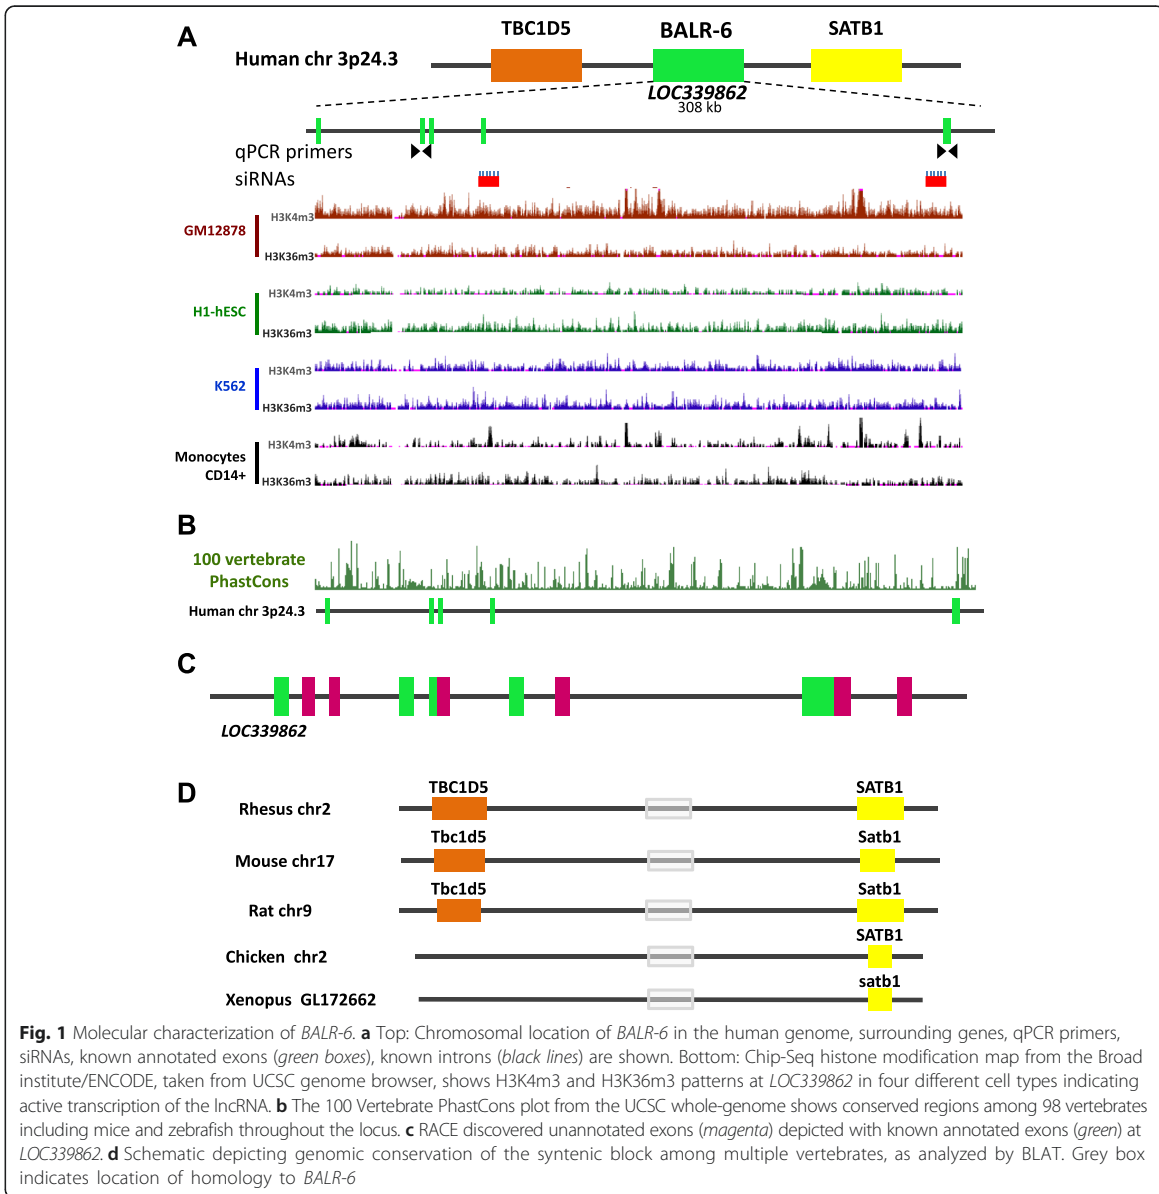 A
TBC1D5
BALR-6
SATB1
Human chr 3p24.3
LOC339862
308 kb
qPCR primers
siRNAs
H3K4m3
GM12878
H3K36m3
H3K4m3
H1-hESC
H3K36m3
H3K4m3
K562
H3K36m3
H3K4m3
Monocytes
CD14+
H3K36m3
B
100 vertebrate
PhastCons
Human chr 3p24.3
C
LOC339862
D
TBC1D5
SATB1
Rhesus chr2
Tbc1d5
Satb1
Mouse chr17
Tbc1d5
Satb1
Rat chr9
SATB1
Chicken chr2
satb1
Xenopus GL172662
Fig. 1 Molecular characterization of BALR-6. a Top: Chromosomal location of BALR-6 in the human genome, surrounding genes, qPCR primers,
siRNAs, known annotated exons (green boxes), known introns (black lines) are shown. Bottom: Chip-Seq histone modification map from the Broad
institute/ENCODE, taken from UCSC genome browser, shows H3K4m3 and H3K36m3 patterns at LOC339862 in four different cell types indicating
active transcription of the lncRNA. b The 100 Vertebrate PhastCons plot from the UCSC whole-genome shows conserved regions among 98 vertebrates
including mice and zebrafish throughout the locus. c RACE discovered unannotated exons (magenta) depicted with known annotated exons (green) at
LOC339862. d Schematic depicting genomic conservation of the syntenic block among multiple vertebrates, as analyzed by BLAT. Grey box
indicates location of homology to BALR-6